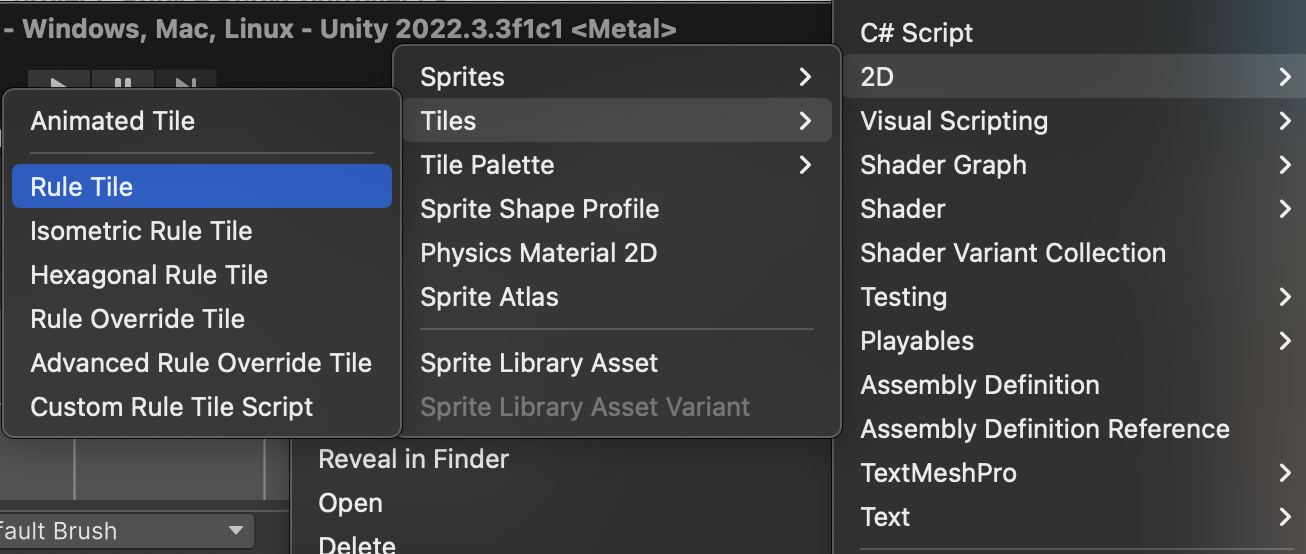 - Windows, Mac, Linux - Unity 2022.3.3f1c1 <Metal>
Animated Tile
Rule Tile
Isometric Rule Tile
Hexagonal Rule Tile
Rule Override Tile
Advanced Rule Override Tile
Custom Rule Tile Script
Sprites
Tiles
Tile Palette
Sprite Shape Profile
Physics Material 2D
Sprite Atlas
Sprite Library Asset
Sprite Library Asset Variant
C# Script
2D
Visual Scripting
Shader Graph
Shader
Shader Variant Collection
Testing
Playables
Assembly Definition
Assembly Definition Reference
TextMeshPro
Text
Reveal in Finder
Open
Delete
fault Brush